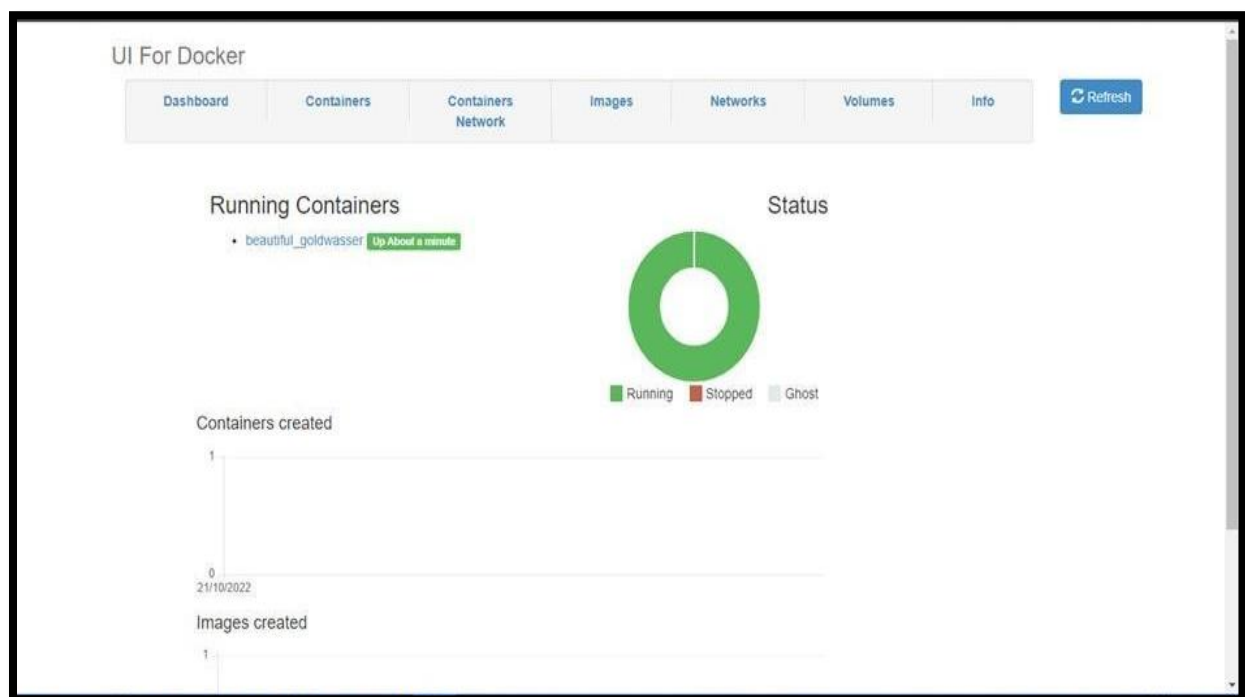 UI For Docker
Dashboard Containers Containers Network Images Networks Volumes Info Refresh
Running Containers
Status
beautiful_goldwasser Up About a minute
Running Stopped Ghost
Containers created
1
0
21/10/2022
Images created
1